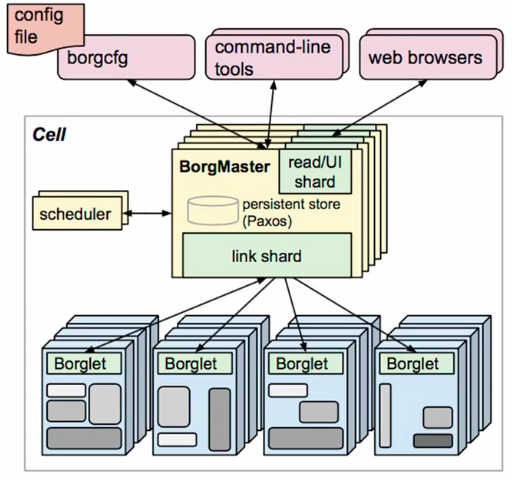 config
file
borgcfg
command-line
tools
web browsers
Cell
BorgMaster
read/UI
shard
persistent store
(Paxos)
scheduler
link shard
Borglet
Borglet
Borglet
Borglet